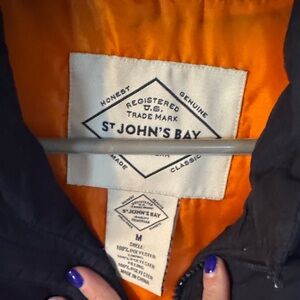 HONEST
GENUINE
REGISTERED
U.S.
TRADE MARK
ST JOHN'S BAY
MADE
CLASSIC
ST JOHN'S BAY
M
SHELL:
100% POLYESTER
100% POLYESTER
MADE IN CHINA